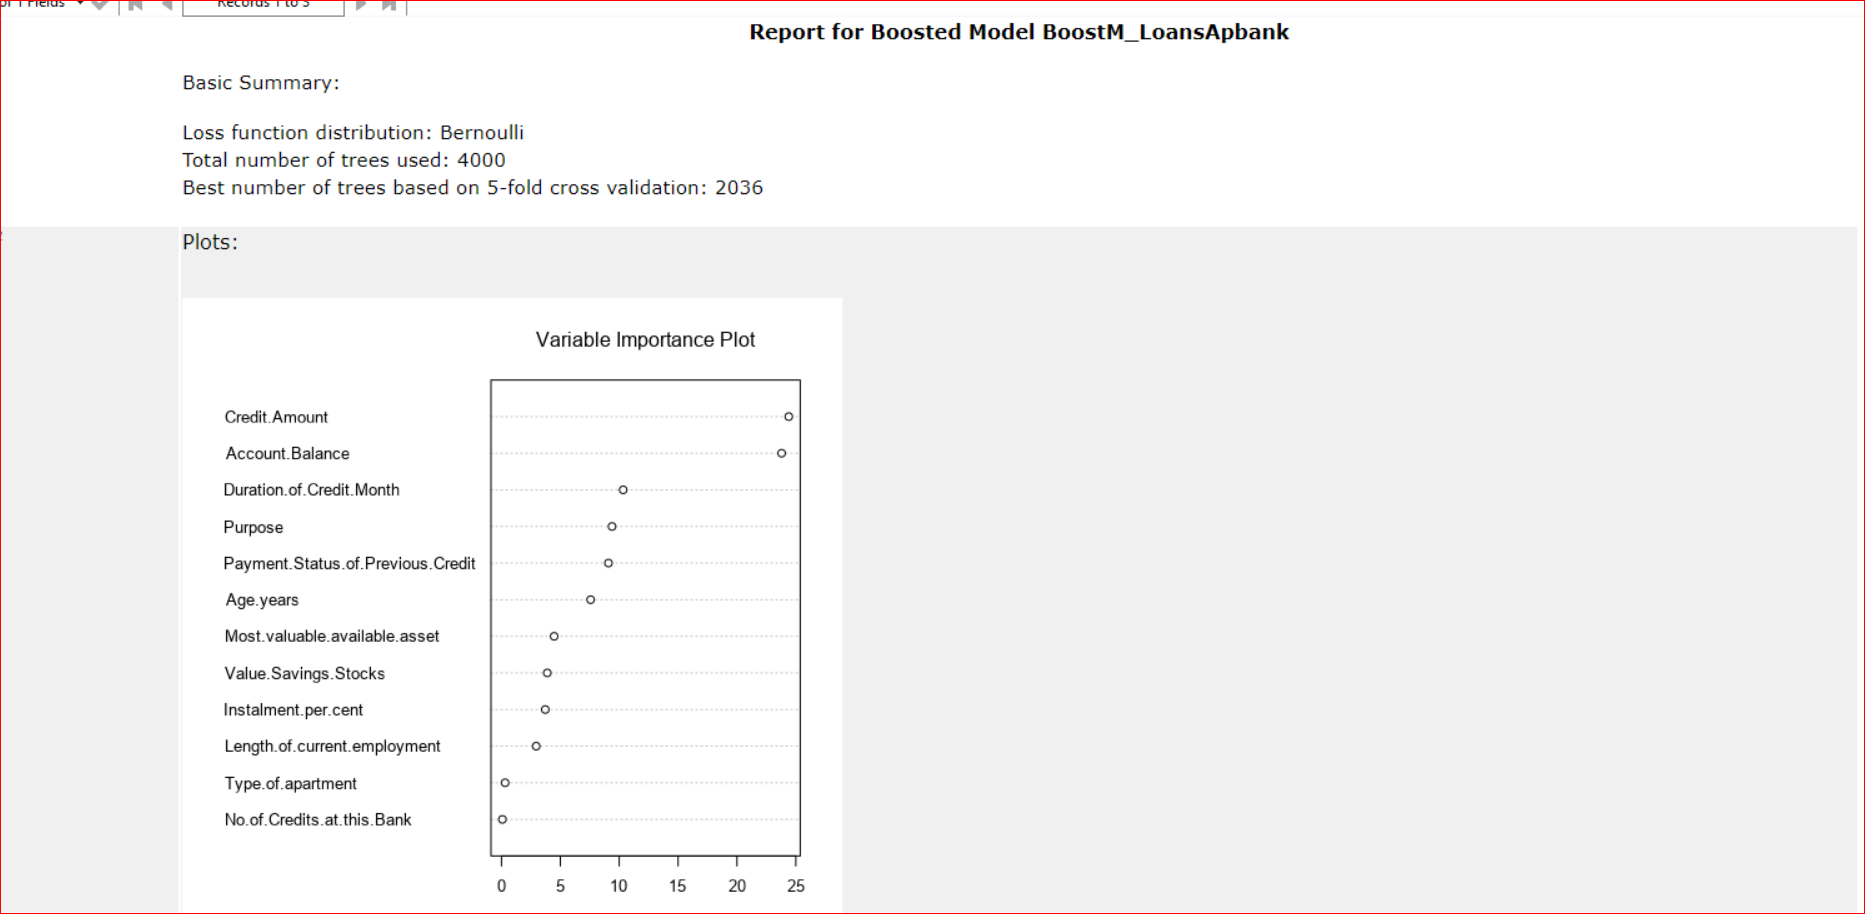 of 1 Fields Records 1 to 3
Report for Boosted Model BoostM_LoansApbank
Basic Summary:
Loss function distribution: Bernoulli
Total number of trees used: 4000
Best number of trees based on 5-fold cross validation: 2036
Plots:
Variable Importance Plot
Credit.Amount
Account.Balance
Duration.of.Credit.Month
Purpose
Payment.Status.of.Previous.Credit
Age.years
Most.valuable.available.asset
Value.Savings.Stocks
Instalment.per.cent
Length.of.current.employment
Type.of.apartment
No.of.Credits.at.this.Bank
0 5 10 15 20 25